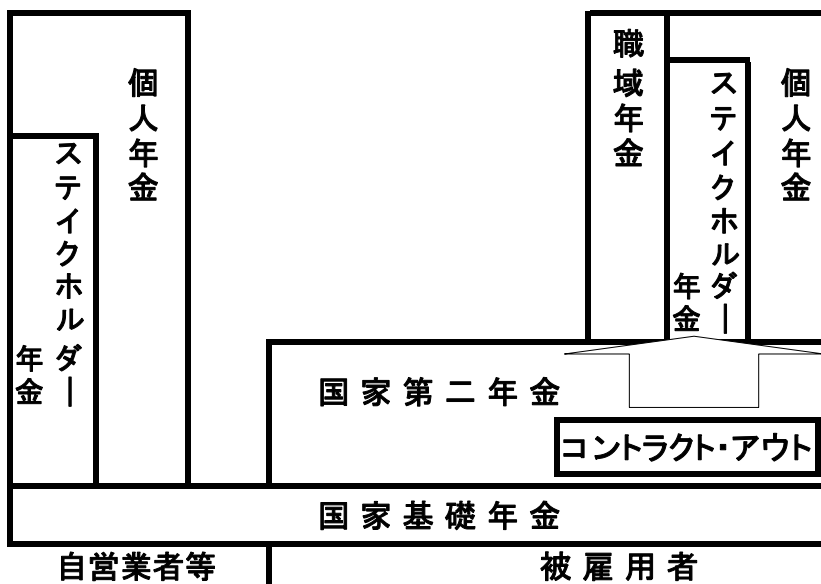 個人年金
ステイクホルダー
年金
職域年金
ステイクホルダー
年金
個人年金
国家第二年金
コントラクト・アウト
国家基礎年金
自営業者等
被雇用者